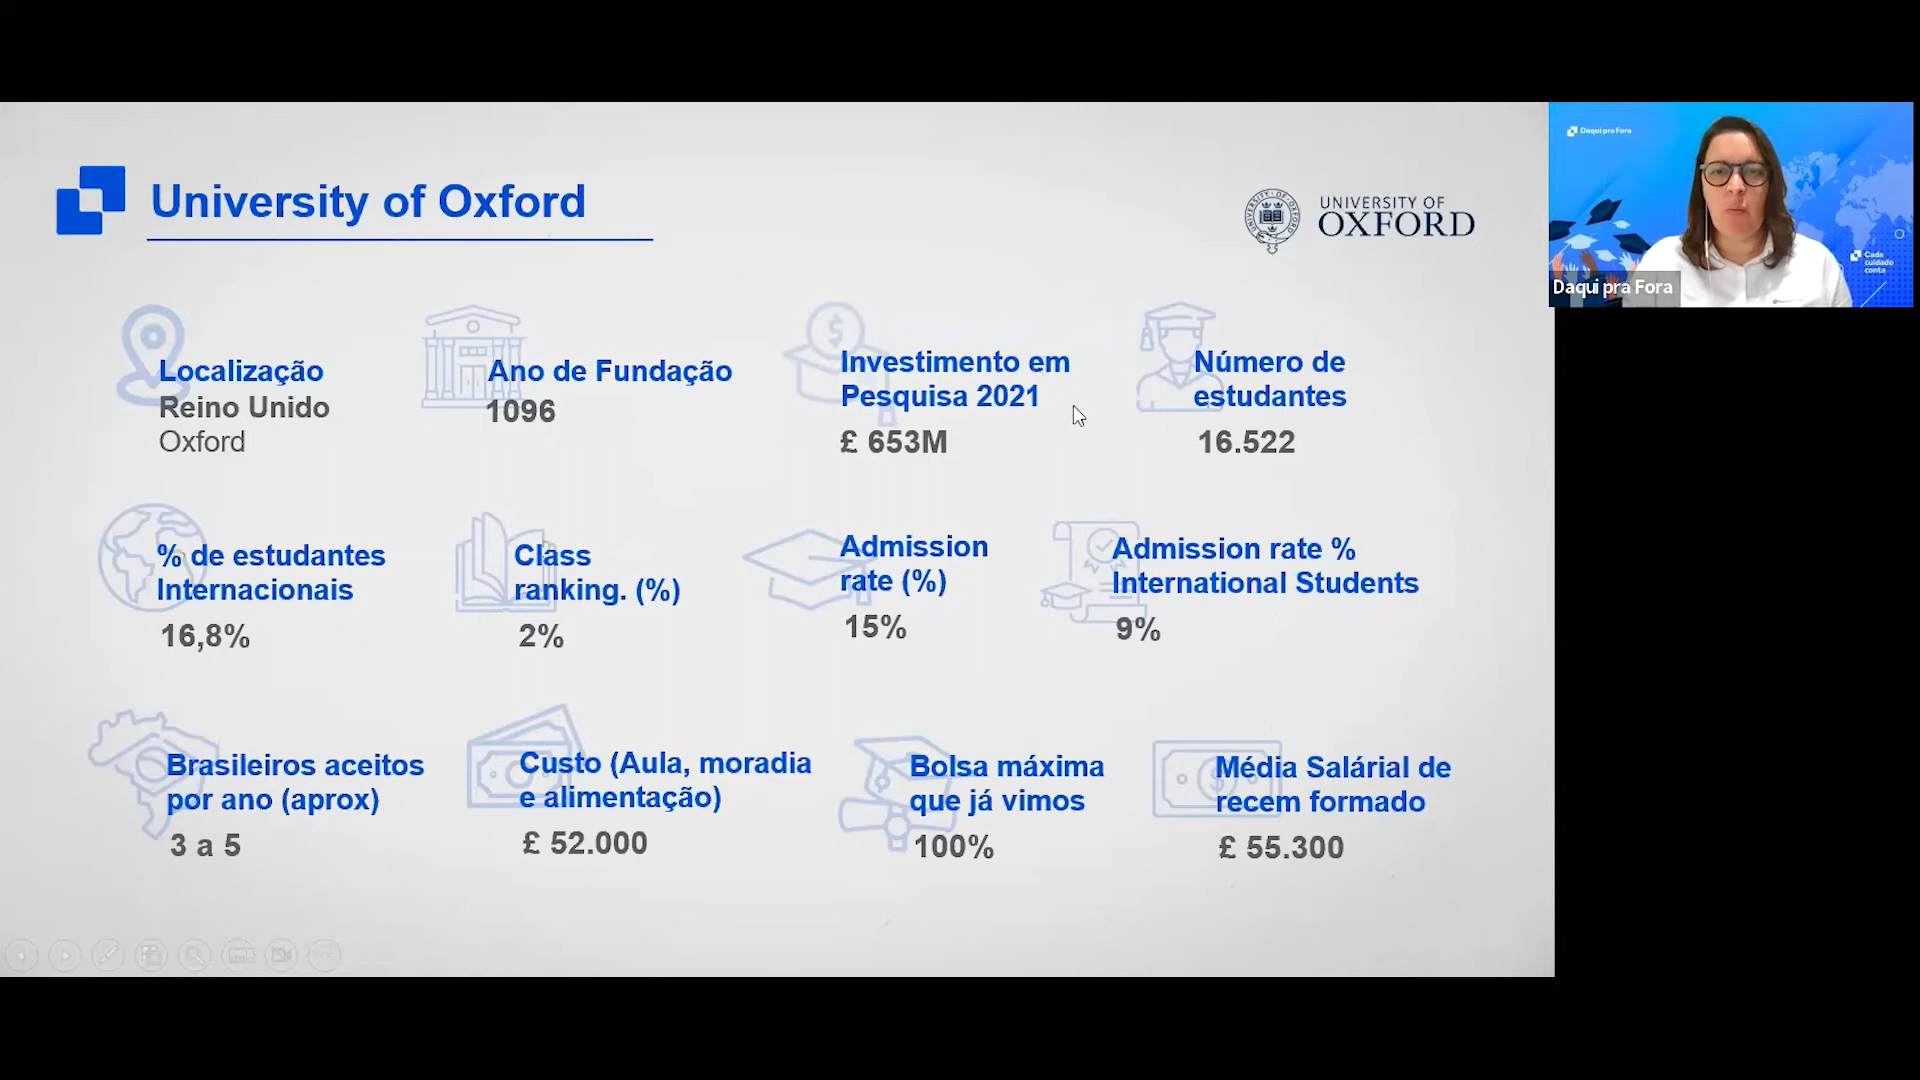 University of Oxford
UNIVERSITY OF
OXFORD
Daqui pra Fora
Cada
cuidado
conta
Daqui pra Fora
Localização
Reino Unido
Oxford
Ano de Fundação
1096
Investimento em
Pesquisa 2021
£ 653M
Número de
estudantes
16.522
% de estudantes
Internacionais
16,8%
Class
ranking. (%)
2%
Admission
rate (%)
15%
Admission rate %
International Students
9%
Brasileiros aceitos
por ano (aprox)
3 a 5
Custo (Aula, moradia
e alimentação)
£ 52.000
Bolsa máxima
que já vimos
100%
Média Salárial de
recem formado
£ 55.300